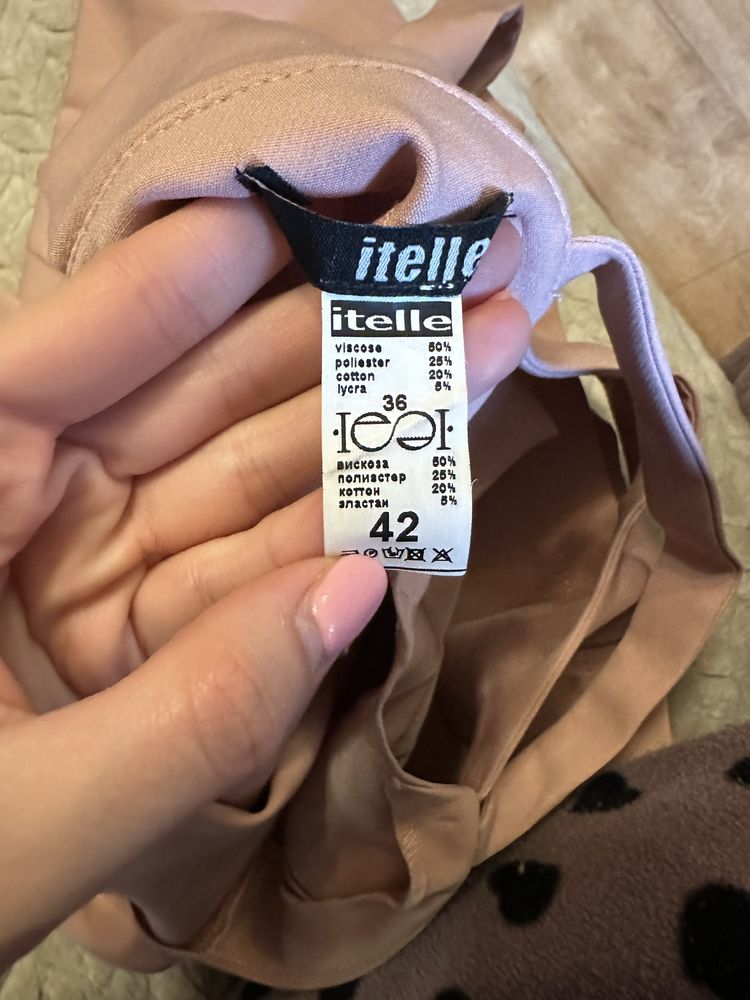 itelle
itelle
viscose 50%
poliester 25%
cotton 20%
lycra 5%
36
вискоза 50%
полиэстер 25%
коттон 20%
эластан 5%
42